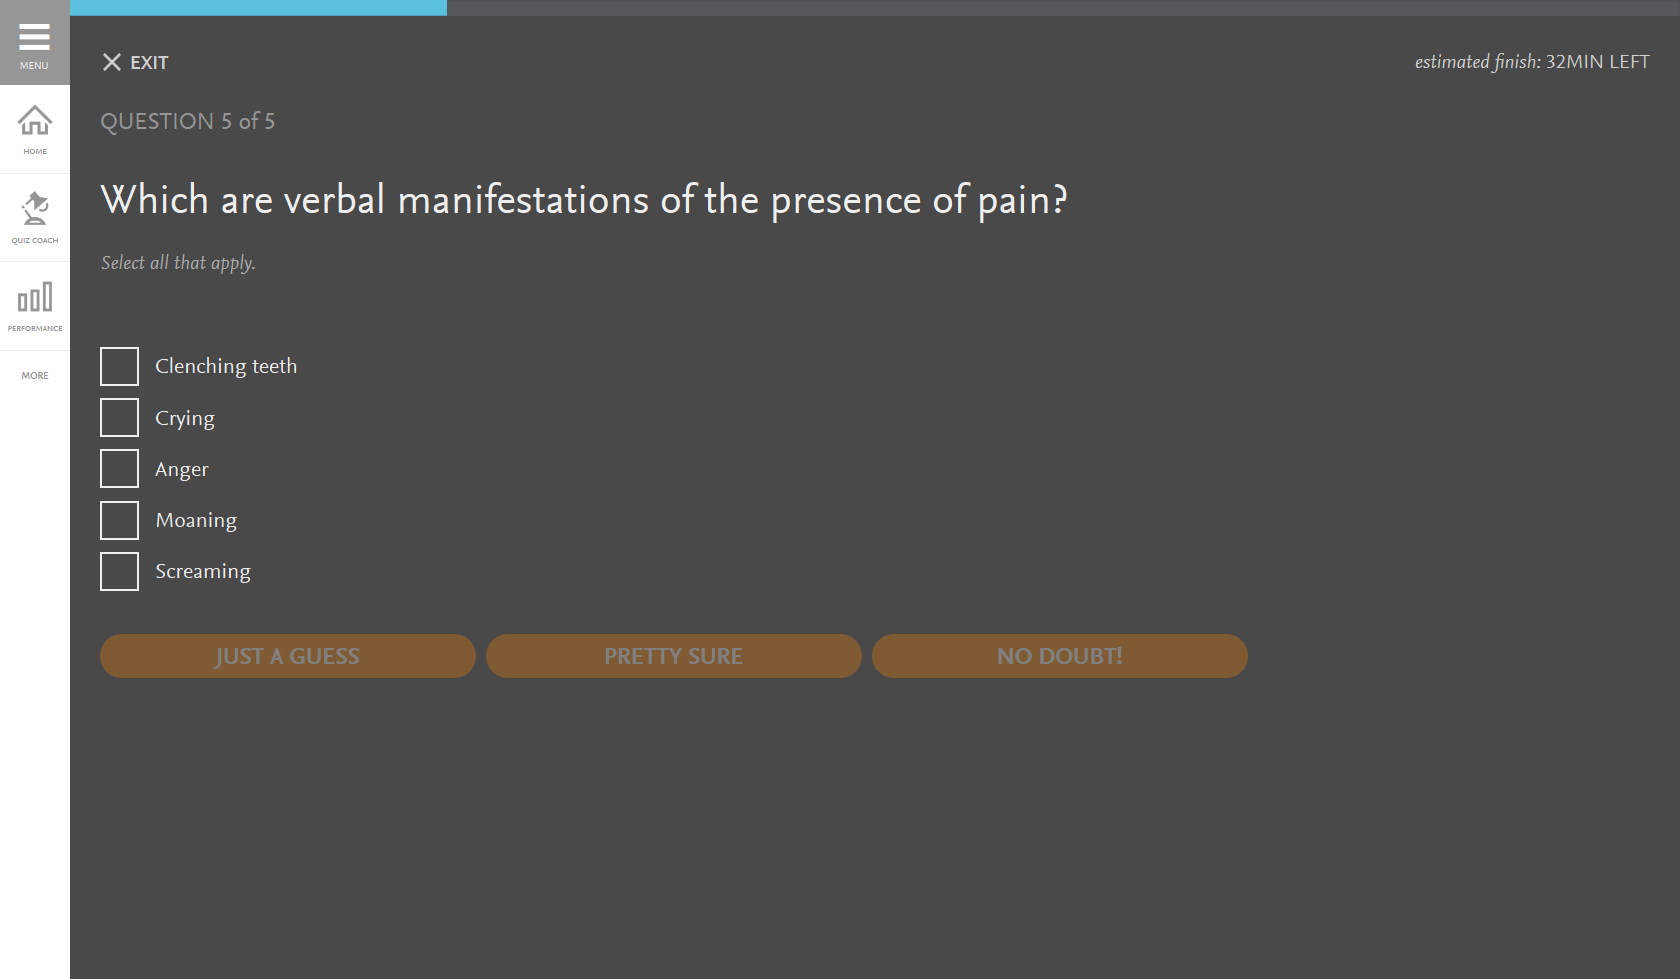 MENU
HOME
QUIZ COACH
PERFORMANCE
MORE
EXIT
estimated finish: 32MIN LEFT
QUESTION 5 of 5
Which are verbal manifestations of the presence of pain?
Select all that apply.
Clenching teeth
Crying
Anger
Moaning
Screaming
JUST A GUESS
PRETTY SURE
NO DOUBT!